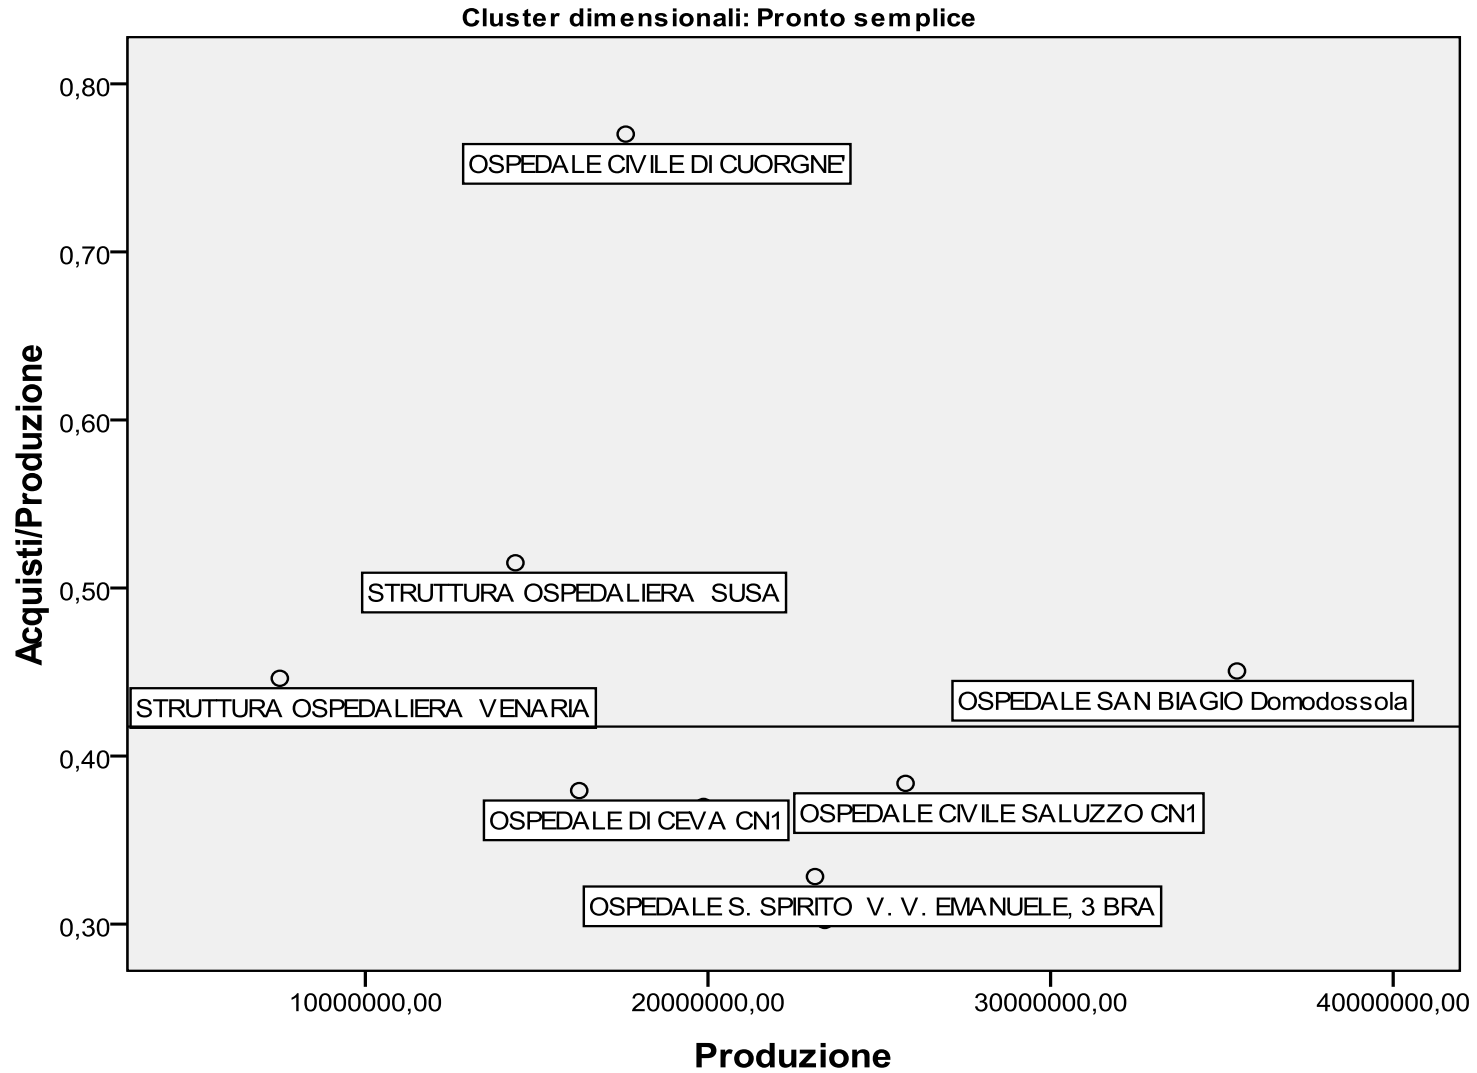 Cluster dimensionali: Pronto semplice
0,80
OSPEDALE CIVILE DI CUORGNE'
0,70
0,60
Acquisti/Produzione
0,50
STRUTTURA OSPEDALIERA SUSA
STRUTTURA OSPEDALIERA VENARIA
OSPEDALE SAN BIAGIO Domodossola
0,40
OSPEDALE DI CEVA CN1
OSPEDALE CIVILE SALUZZO CN1
OSPEDALE S. SPIRITO V. V. EMANUELE, 3 BRA
0,30
10000000,00
20000000,00
30000000,00
40000000,00
Produzione